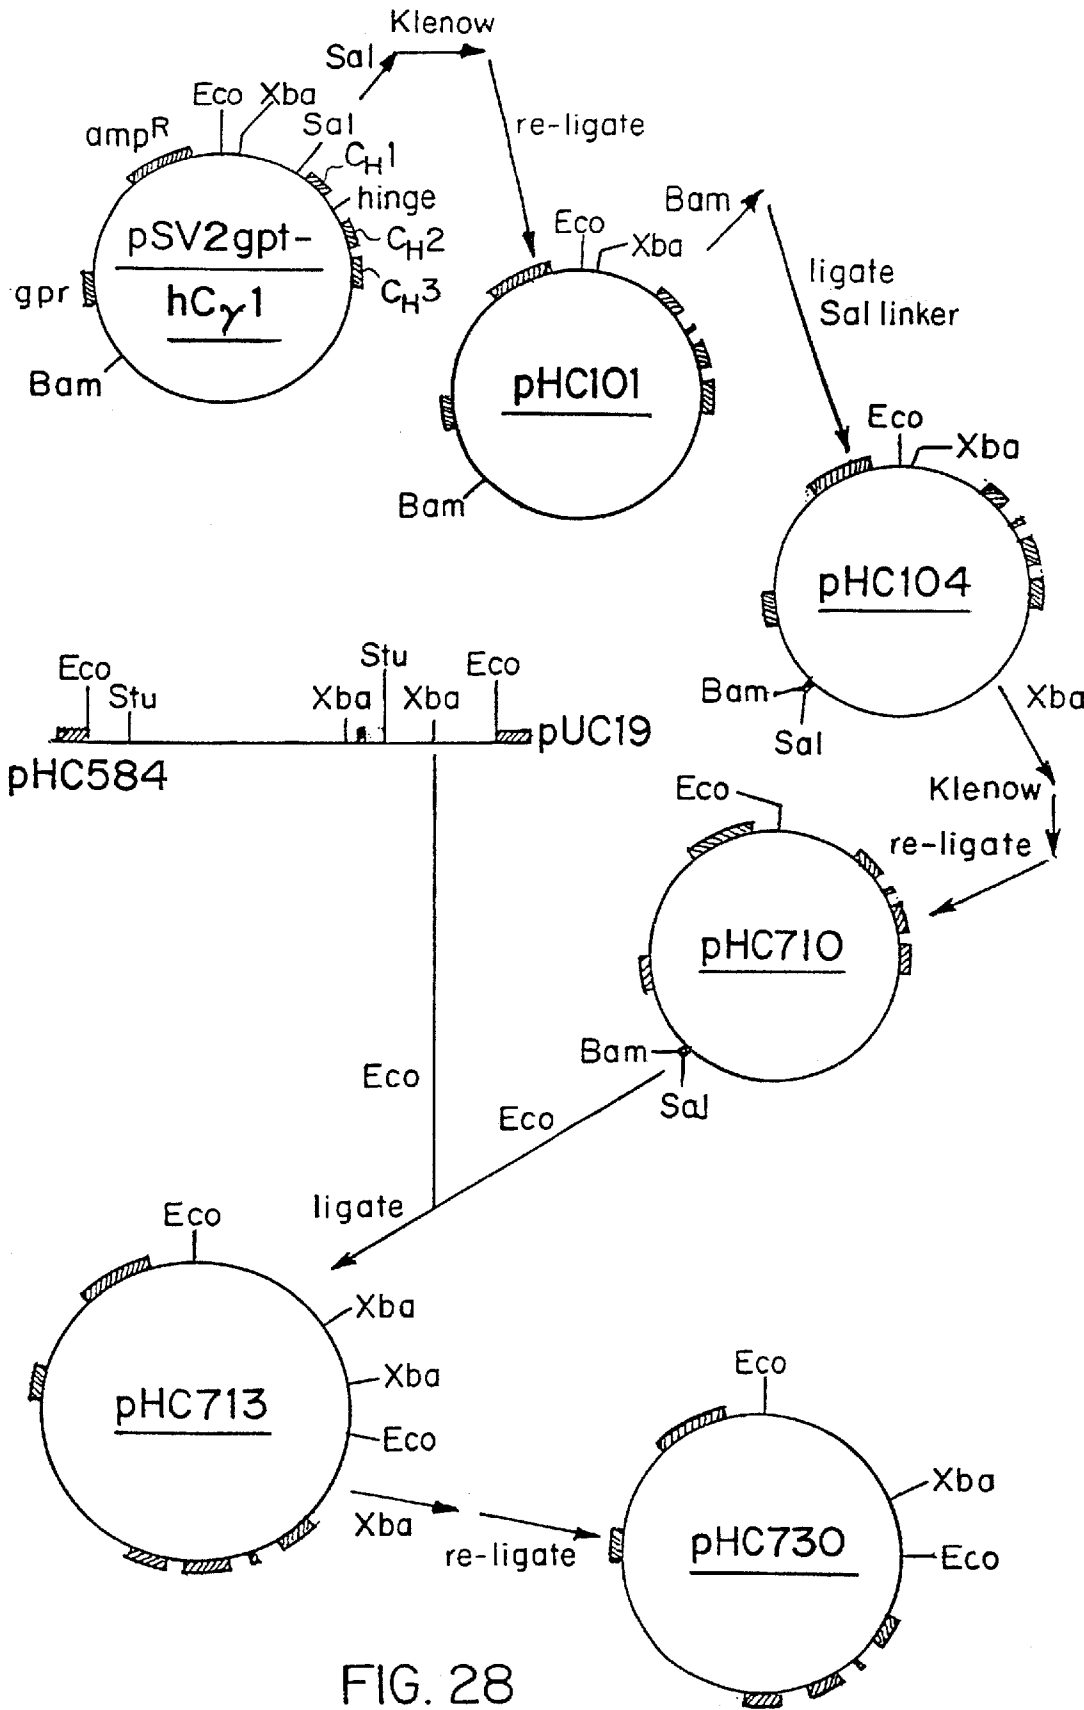 Klenow
Sal
Eco
Xba
Sal
re-ligate
ampR
CH1
hinge
CH2
CH3
pSV2gpt-
hCγ1
gpr
Bam
Bam
Eco
Xba
ligate
Sal linker
pHC101
Bam
Eco
Xba
pHC104
Bam
Sal
Xba
Eco
Stu
Xba
Stu
Xba
Eco
pUC19
pHC584
Klenow
re-ligate
Eco
pHC710
Bam
Sal
Eco
Eco
ligate
Eco
Xba
Xba
Eco
pHC713
Xba
re-ligate
Eco
Xba
Eco
pHC730
FIG. 28